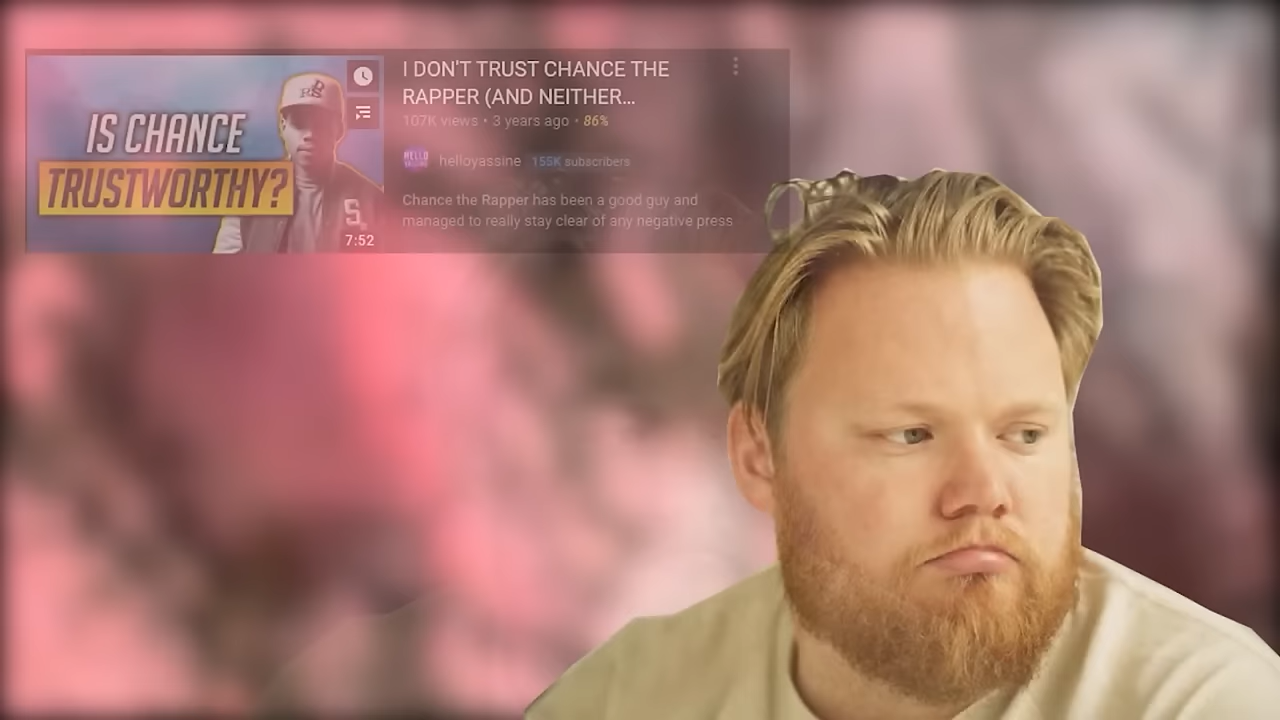 IS CHANCE
TRUSTWORTHY?
7:52
I DON'T TRUST CHANCE THE
RAPPER (AND NEITHER…
107K views • 3 years ago • 86%
HELLO
helloyassine 155K subscribers
Chance the Rapper has been a good guy and
managed to really stay clear of any negative press